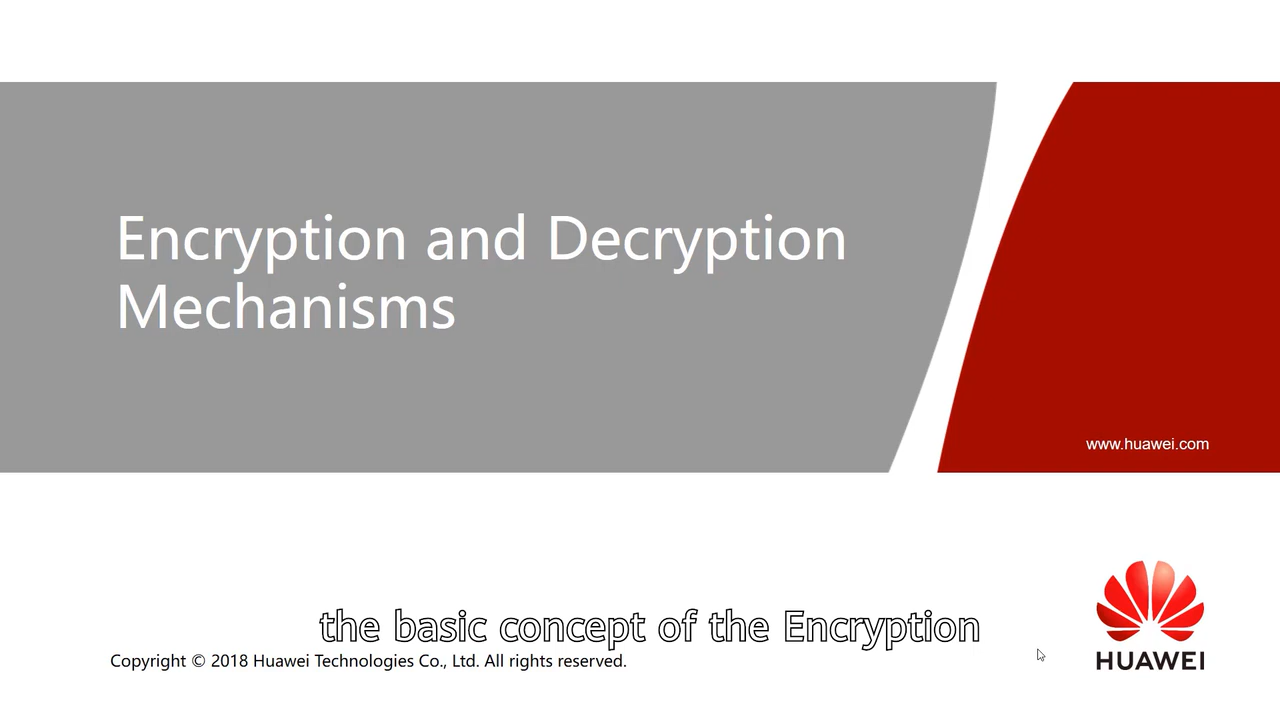 Encryption and Decryption
Mechanisms
www.huawei.com
the basic concept of the Encryption
Copyright © 2018 Huawei Technologies Co., Ltd. All rights reserved.
HUAWEI